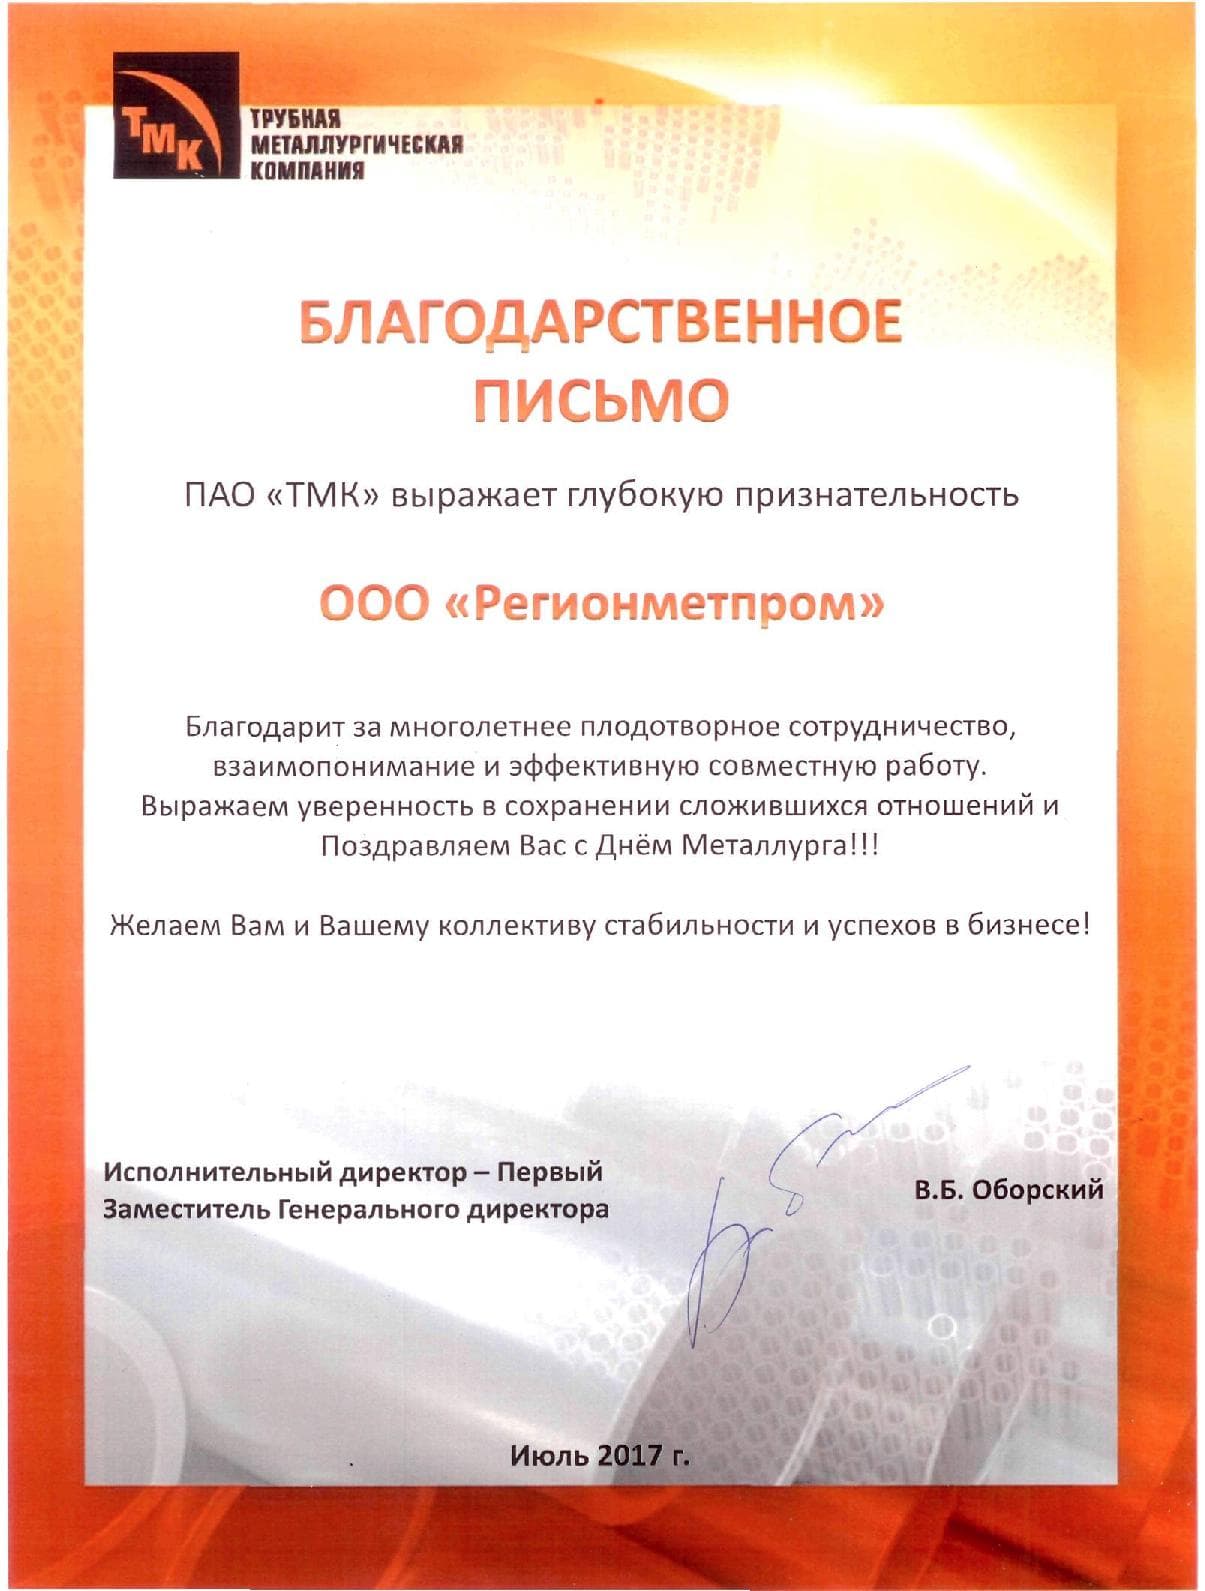 ТМК
ТРУБНАЯ
МЕТАЛЛУРГИЧЕСКАЯ
КОМПАНИЯ
БЛАГОДАРСТВЕННОЕ
ПИСЬМО
ПАО «ТМК» выражает глубокую признательность
ООО «Регионметпром»
Благодарит за многолетнее плодотворное сотрудничество,
взаимопонимание и эффективную совместную работу.
Выражаем уверенность в сохранении сложившихся отношений и
Поздравляем Вас с Днём Металлурга!!!
Желаем Вам и Вашему коллективу стабильности и успехов в бизнесе!
Исполнительный директор – Первый
Заместитель Генерального директора
В.Б. Оборский
Июль 2017 г.